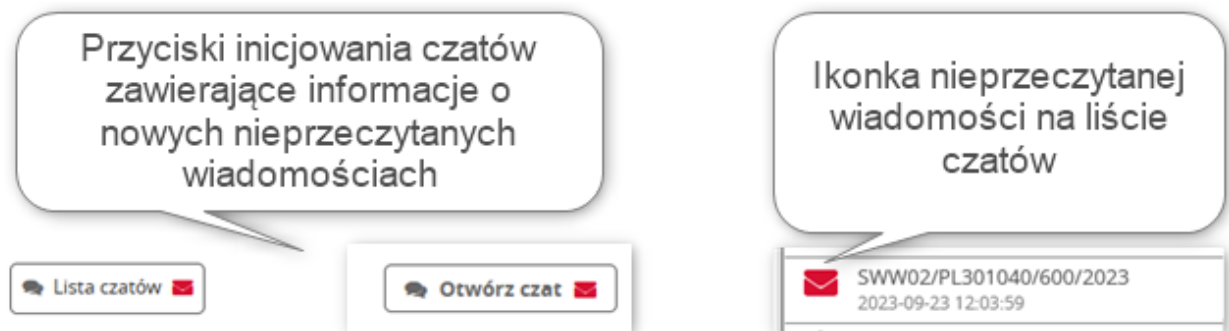 Przyciski inicjowania czatów
zawierające informacje o
nowych nieprzeczytanych
wiadomościach
Ikonka nieprzeczytanej
wiadomości na liście
czatów
Lista czatów
Otwórz czat
SWW02/PL301040/600/2023
2023-09-23 12:03:59